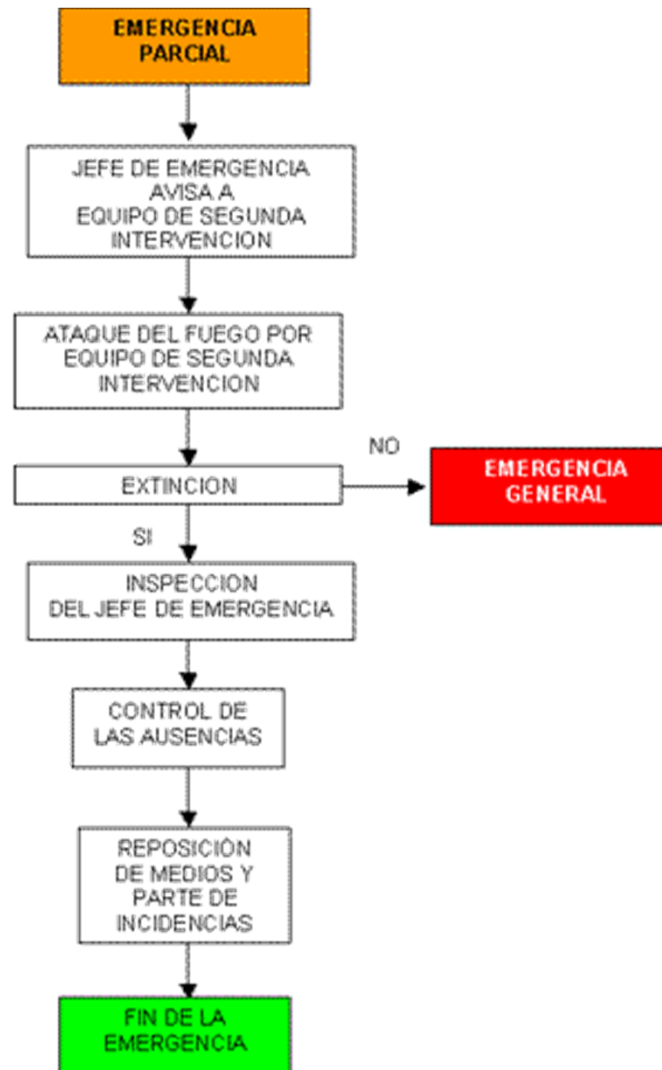 EMERGENCIA
PARCIAL
JEFE DE EMERGENCIA
AVISA A
EQUIPO DE SEGUNDA
INTERVENCION
ATAQUE DEL FUEGO POR
EQUIPO DE SEGUNDA
INTERVENCION
EXTINCION
NO
EMERGENCIA
GENERAL
SI
INSPECCION
DEL JEFE DE EMERGENCIA
CONTROL DE
LAS AUSENCIAS
REPOSICIÓN
DE MEDIOS Y
PARTE DE
INCIDENCIAS
FIN DE LA
EMERGENCIA